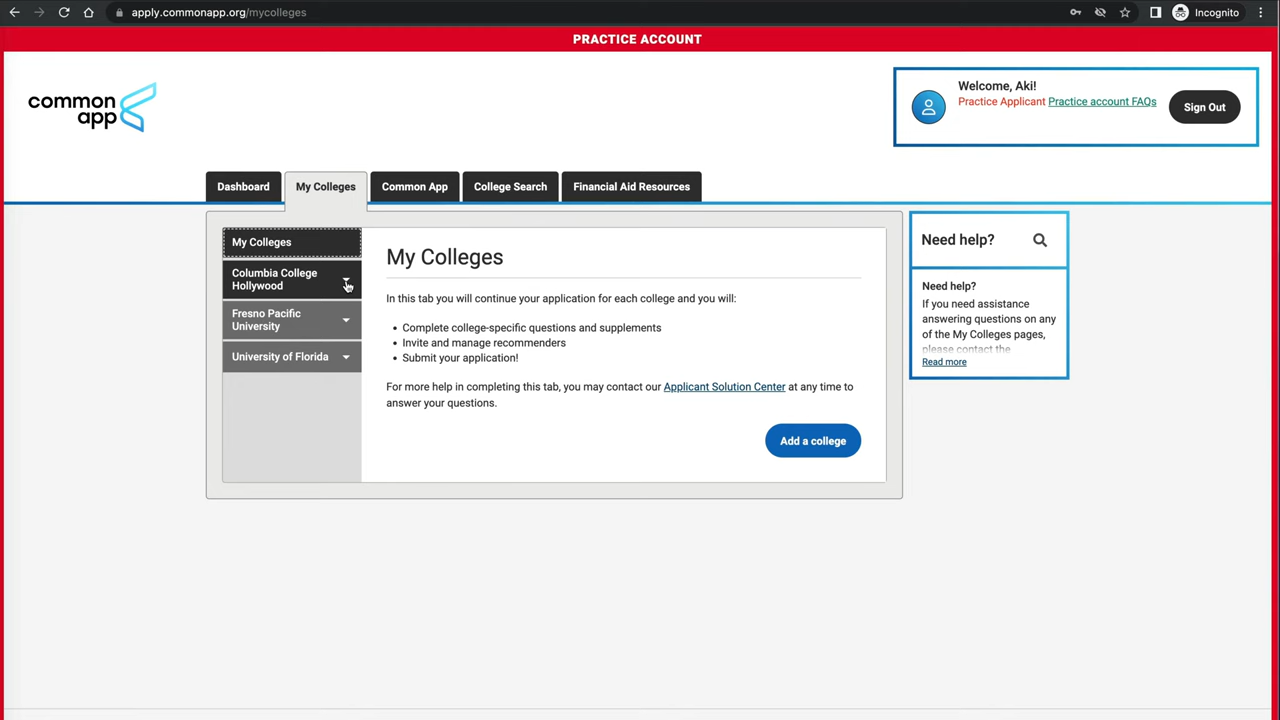 apply.commonapp.org/mycolleges
Incognito
PRACTICE ACCOUNT
common
app
Welcome, Aki!
Practice Applicant Practice account FAQs
Sign Out
Dashboard
My Colleges
Common App
College Search
Financial Aid Resources
My Colleges
Columbia College
Hollywood
Fresno Pacific
University
University of Florida
My Colleges
In this tab you will continue your application for each college and you will:
• Complete college-specific questions and supplements
• Invite and manage recommenders
• Submit your application!
For more help in completing this tab, you may contact our Applicant Solution Center at any time to
answer your questions.
Add a college
Need help?
Need help?
If you need assistance
answering questions on any
of the My Colleges pages,
please contact the
Read more